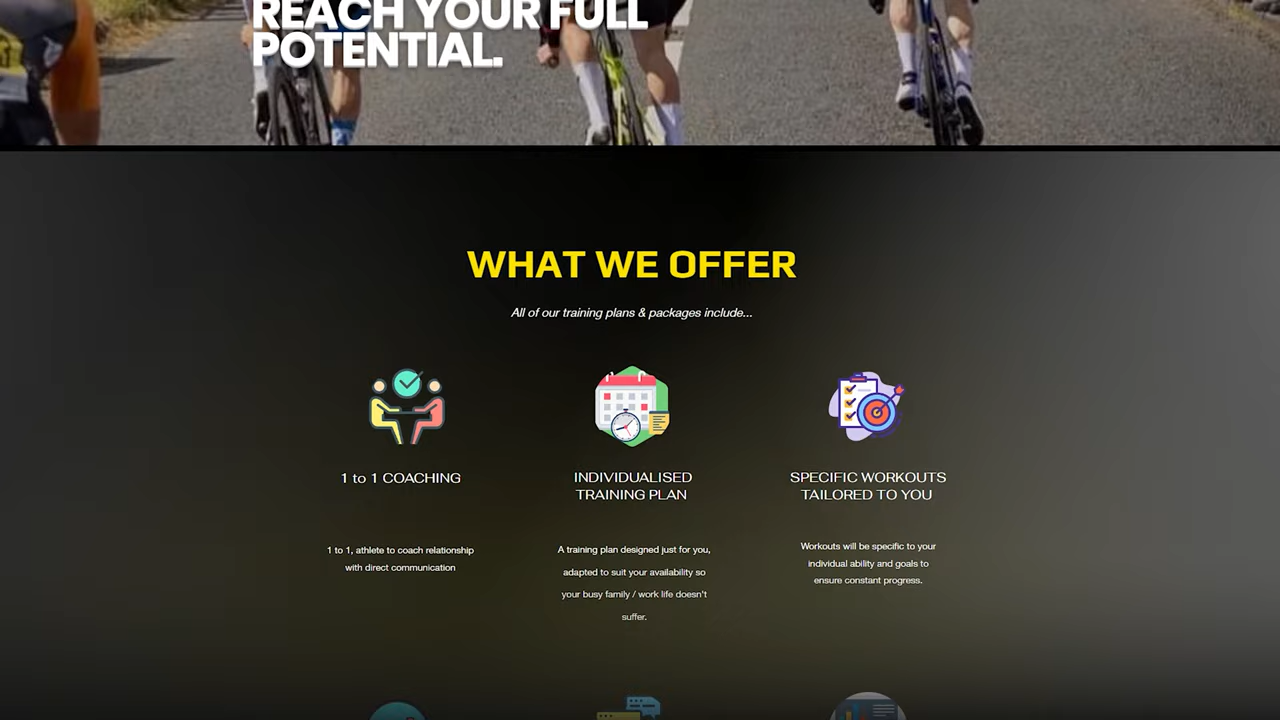 REACH YOUR FULL
POTENTIAL.
WHAT WE OFFER
All of our training plans & packages include...
1 to 1 COACHING
INDIVIDUALISED
TRAINING PLAN
SPECIFIC WORKOUTS
TAILORED TO YOU
1 to 1, athlete to coach relationship
with direct communication
A training plan designed just for you,
adapted to suit your availability so
your busy family / work life doesn't
suffer.
Workouts will be specific to your
individual ability and goals to
ensure constant progress.